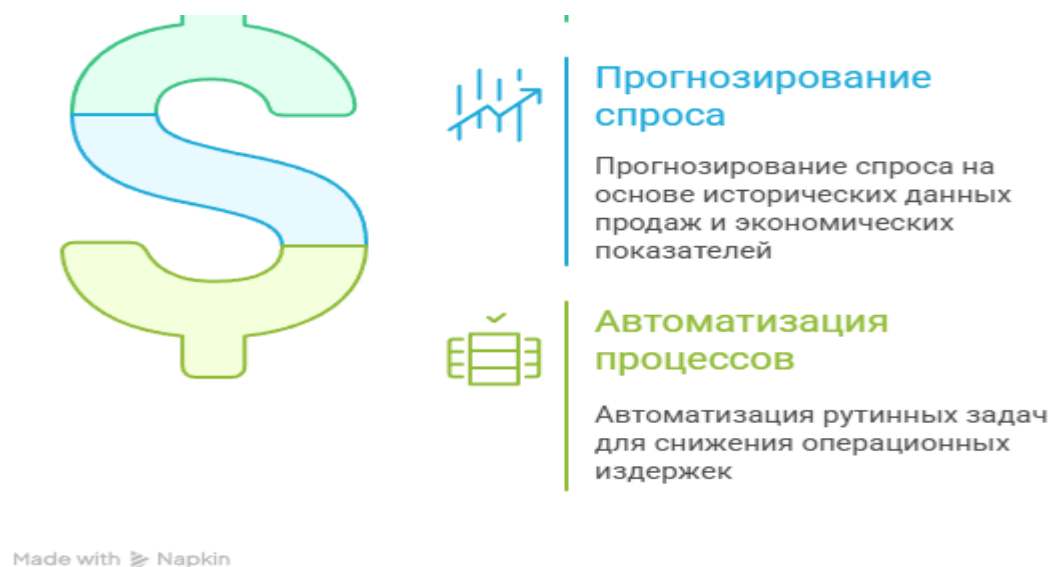 Прогнозирование
спроса
Прогнозирование спроса на
основе исторических данных
продаж и экономических
показателей
Автоматизация
процессов
Автоматизация рутинных задач
для снижения операционных
издержек
Made with Napkin